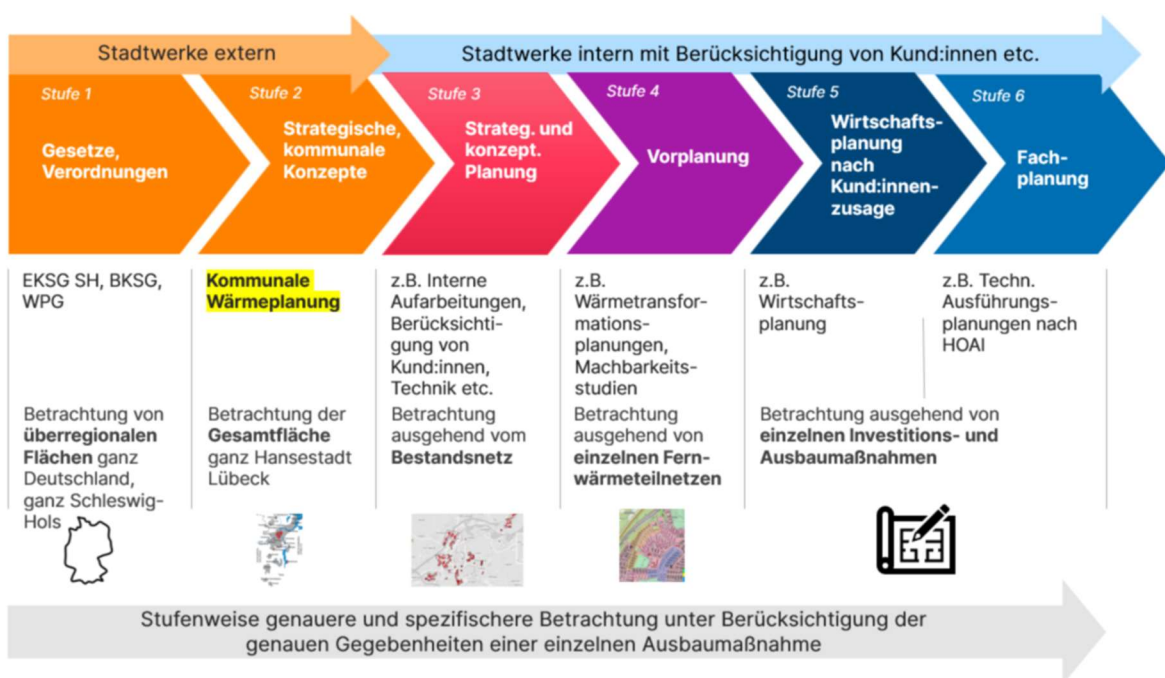 Stadtwerke extern
Stadtwerke intern mit Berücksichtigung von Kund:innen etc.
Stufe 1
Gesetze,
Verordnungen
Stufe 2
Strategische,
kommunale
Konzepte
Stufe 3
Strateg. und
konzept.
Planung
Stufe 4
Vorplanung
Stufe 5
Wirtschafts-
planung
nach
Kund:innen-
zusage
Stufe 6
Fach-
planung
EKSG SH, BKSG,
WPG
Kommunale
Wärmeplanung
z.B. Interne
Aufarbeitungen,
Berücksichti-
gung von
Kund:innen,
Technik etc.
z.B.
Wärmetransfor-
mations-
planungen,
Machbarkeits-
studien
z.B.
Wirtschafts-
planung
z.B. Techn.
Ausführungs-
planungen nach
HOAI
Betrachtung von
überregionalen
Flächen ganz
Deutschland,
ganz Schleswig-
Hols
Betrachtung der
Gesamtfläche
ganz Hansestadt
Lübeck
Betrachtung
ausgehend vom
Bestandsnetz
Betrachtung
ausgehend von
einzelnen Fern-
wärmeteilnetzen
Betrachtung ausgehend von
einzelnen Investitions- und
Ausbaumaßnahmen
Stufenweise genauere und spezifischere Betrachtung unter Berücksichtigung der
genauen Gegebenheiten einer einzelnen Ausbaumaßnahme